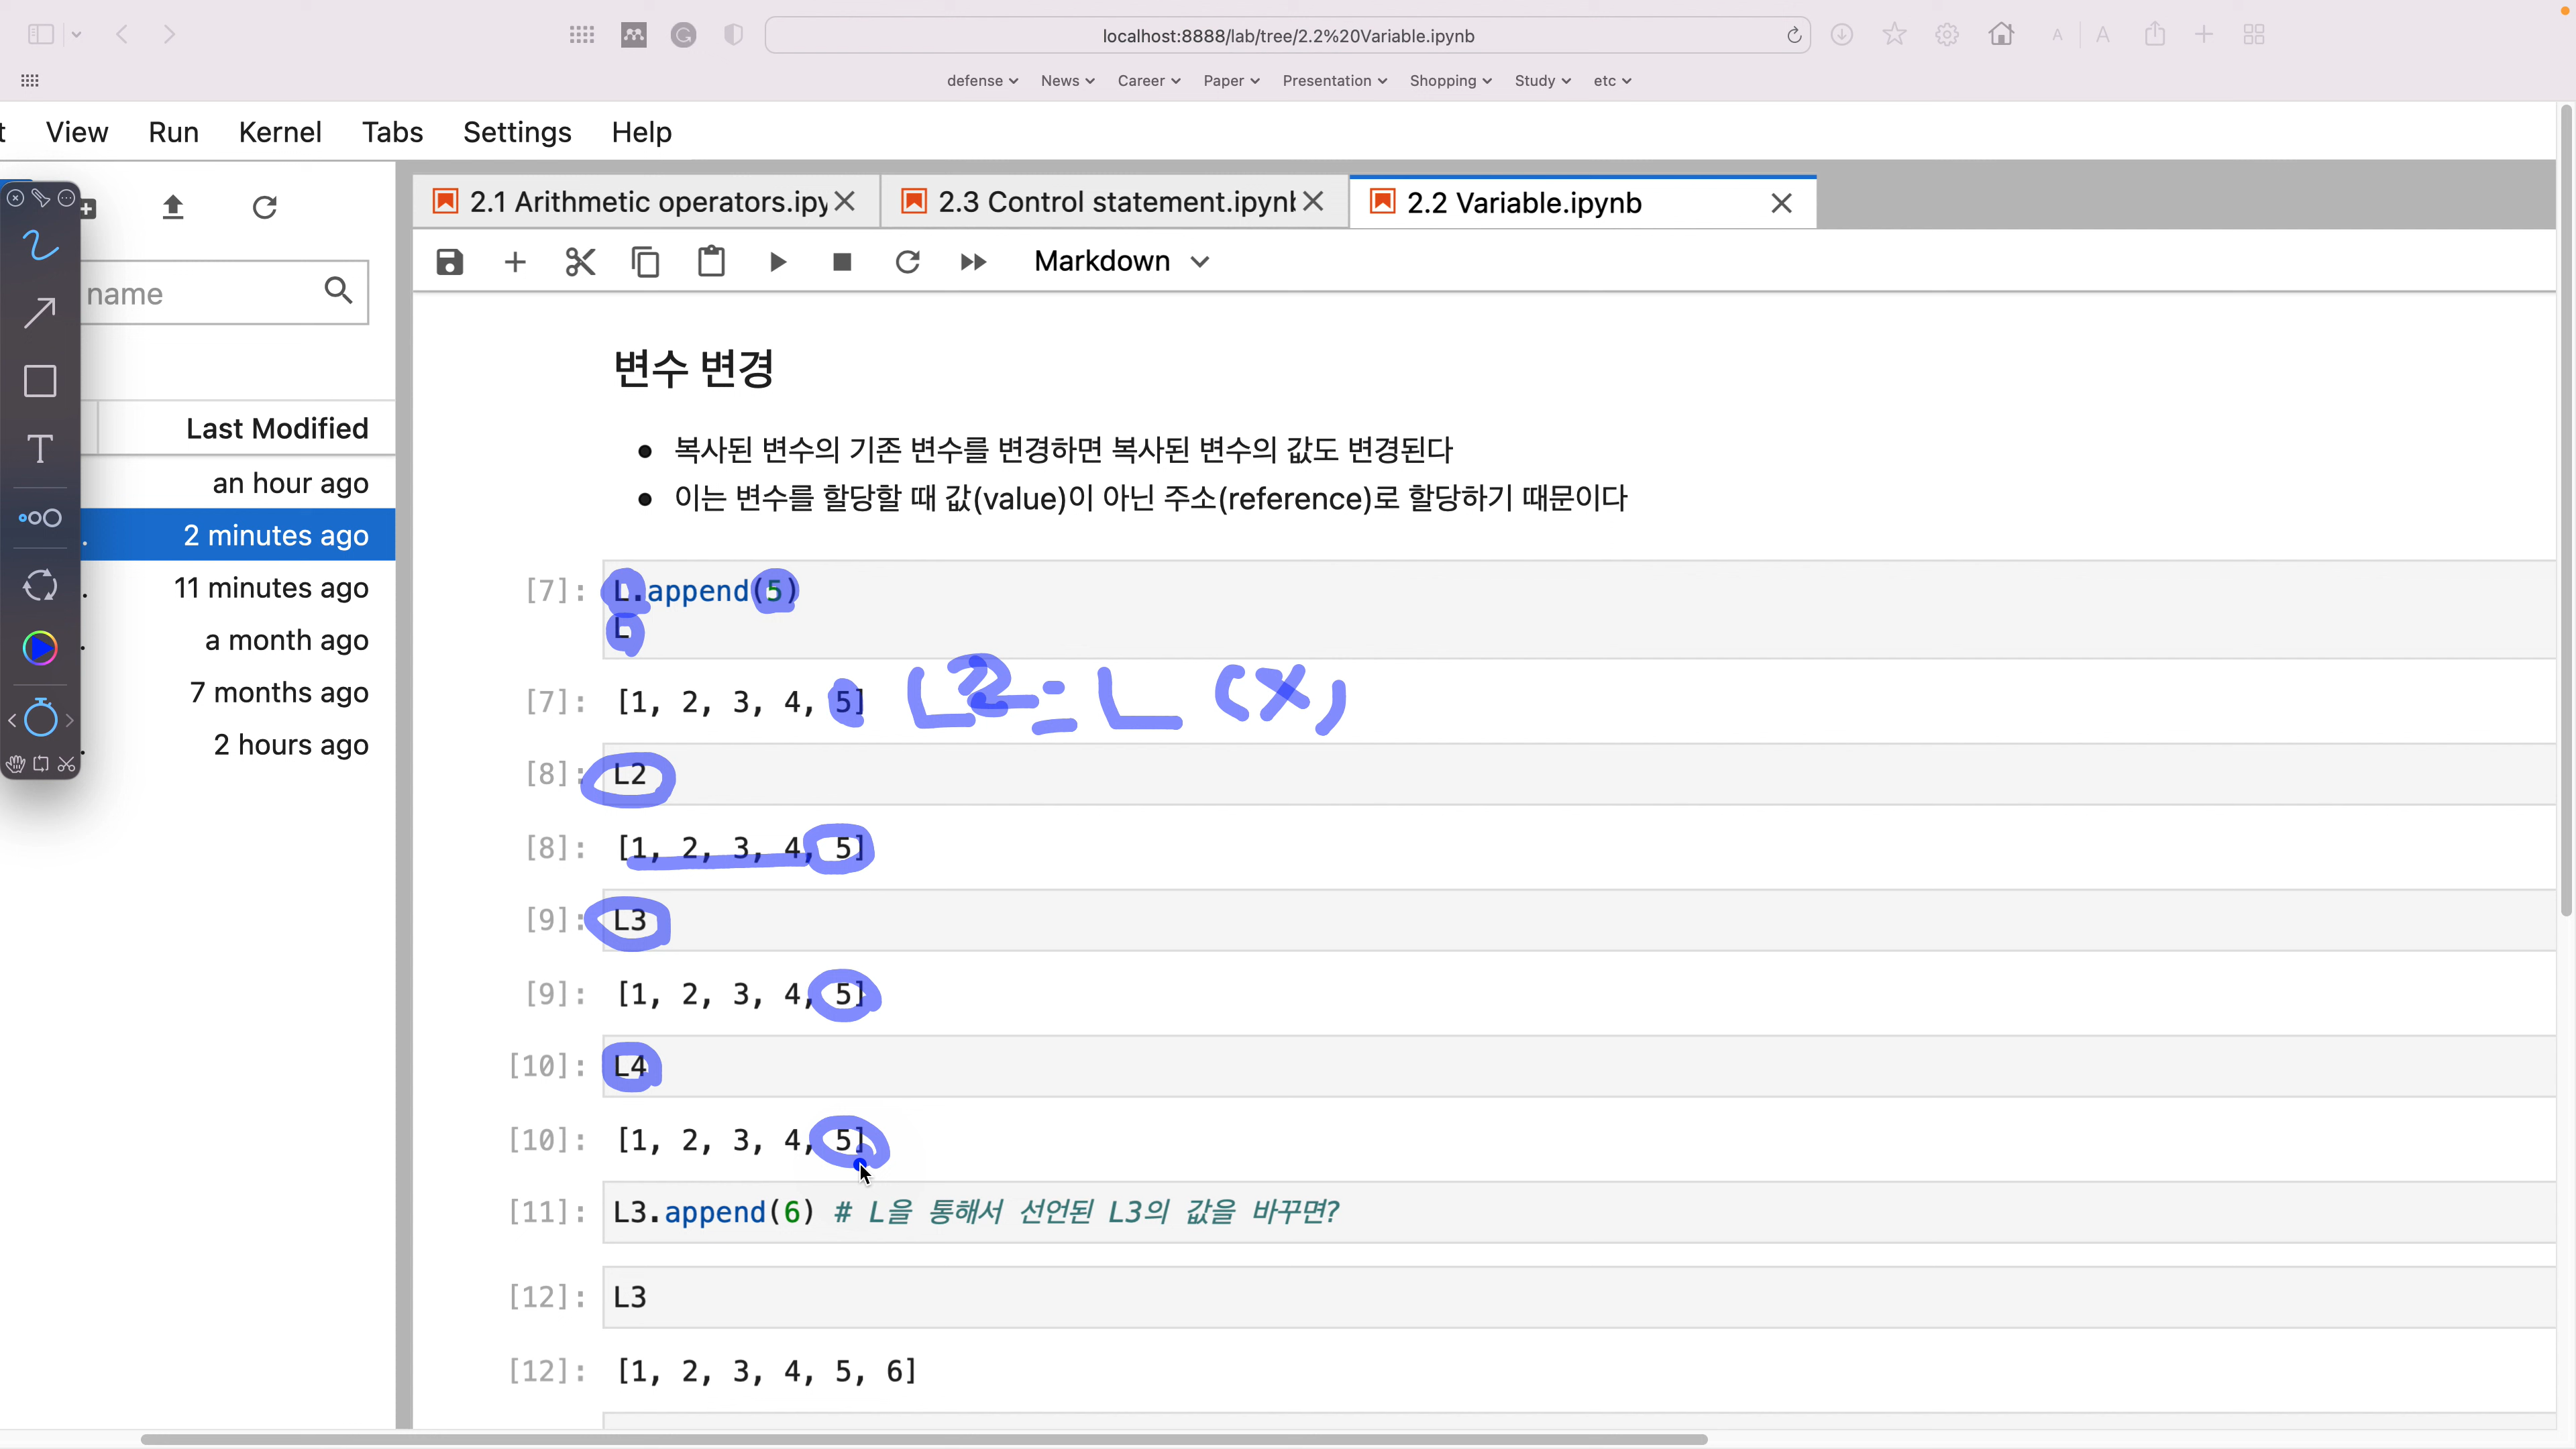 localhost:8888/lab/tree/2.2%20Variable.ipynb
defense News Career Paper Presentation Shopping Study etc
t View Run Kernel Tabs Settings Help
2.1 Arithmetic operators.ipy
2.3 Control statement.ipynb
2.2 Variable.ipynb
name
Markdown
Last Modified
an hour ago
2 minutes ago
11 minutes ago
a month ago
7 months ago
2 hours ago
변수 변경
복사된 변수의 기존 변수를 변경하면 복사된 변수의 값도 변경된다
이는 변수를 할당할 때 값(value)이 아닌 주소(reference)로 할당하기 때문이다
[7]: L.append(5)
L
[7]: [1, 2, 3, 4, 5] L2=L (x)
[8]: L2
[8]: [1, 2, 3, 4, 5]
[9]: L3
[9]: [1, 2, 3, 4, 5]
[10]: L4
[10]: [1, 2, 3, 4, 5]
[11]: L3.append(6) # L을 통해서 선언된 L3의 값을 바꾸면?
[12]: L3
[12]: [1, 2, 3, 4, 5, 6]